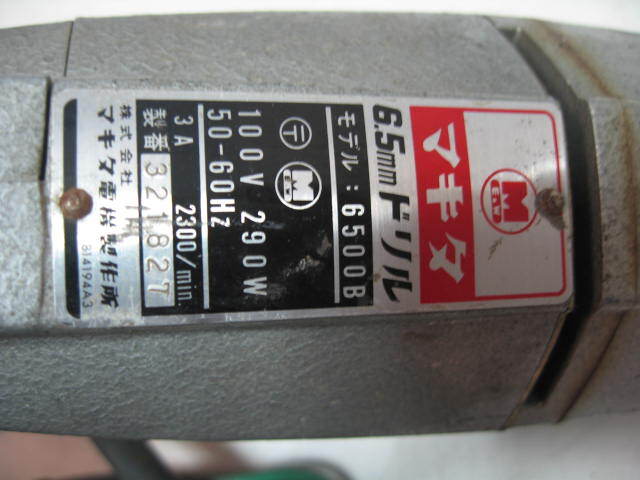 M
E.W
マキタ
6.5mmドリル
モデル:6500B
〒 M
E.W
100V 290W
50-60Hz
3A 2300/min.
製番 321827
株式会社
マキタ電機製作所
814194A3